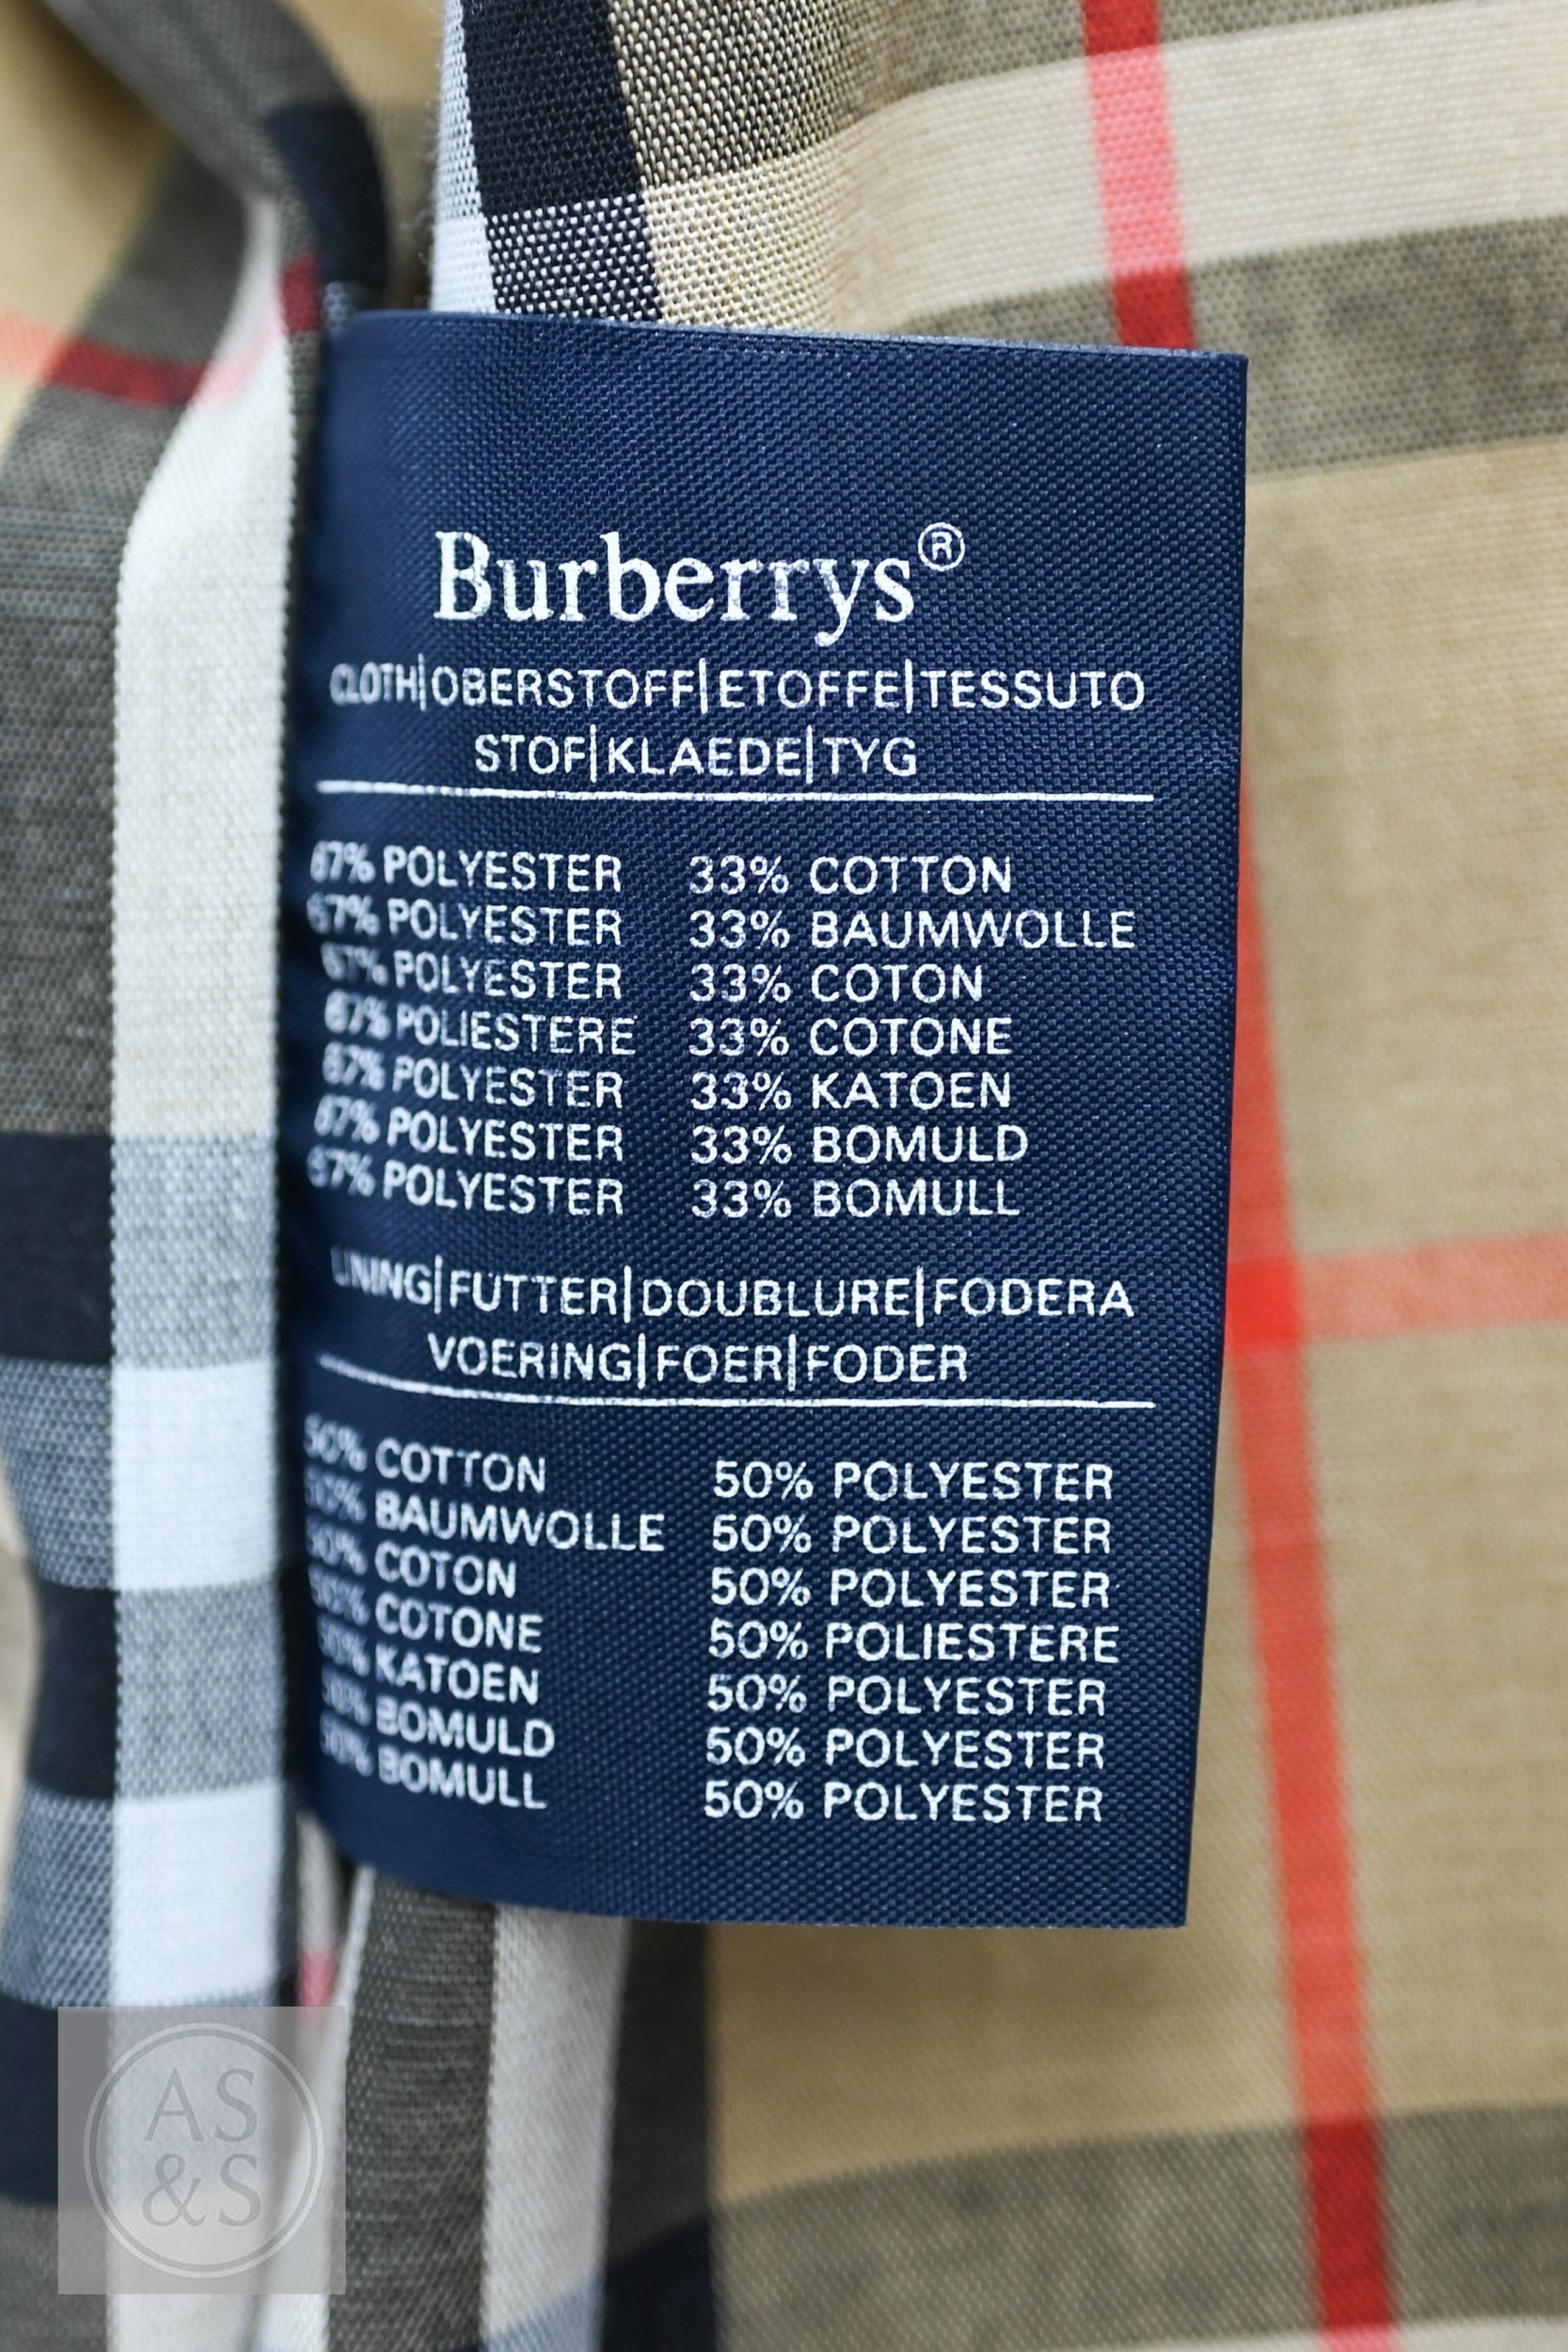 Burberrys®
CLOTH|OBERSTOFF|ETOFFE|TESSUTO
STOF|KLAEDE|TYG
67% POLYESTER 33% COTTON
67% POLYESTER 33% BAUMWOLLE
67% POLYESTER 33% COTON
67% POLIESTERE 33% COTONE
67% POLYESTER 33% KATOEN
67% POLYESTER 33% BOMULD
67% POLYESTER 33% BOMULL
LINING|FUTTER|DOUBLURE|FODERA
VOERING|FOER|FODER
50% COTTON 50% POLYESTER
50% BAUMWOLLE 50% POLYESTER
50% COTON 50% POLYESTER
50% COTONE 50% POLIESTERE
50% KATOEN 50% POLYESTER
50% BOMULD 50% POLYESTER
50% BOMULL 50% POLYESTER
AS
&S